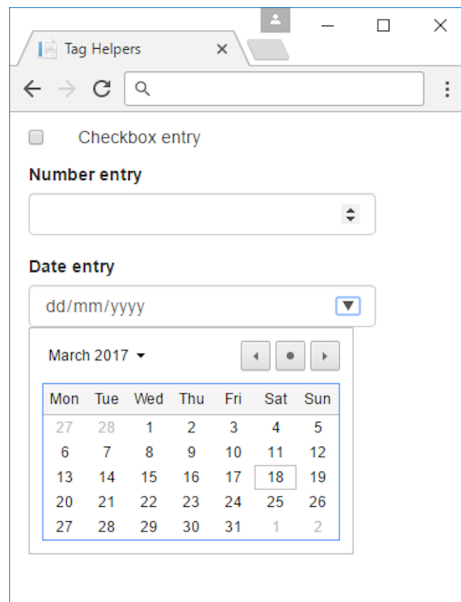 Tag Helpers
Checkbox entry
Number entry
Date entry
dd/mm/yyyy
March 2017
Mon Tue Wed Thu Fri Sat Sun
27 28 1 2 3 4 5
6 7 8 9 10 11 12
13 14 15 16 17 18 19
20 21 22 23 24 25 26
27 28 29 30 31 1 2